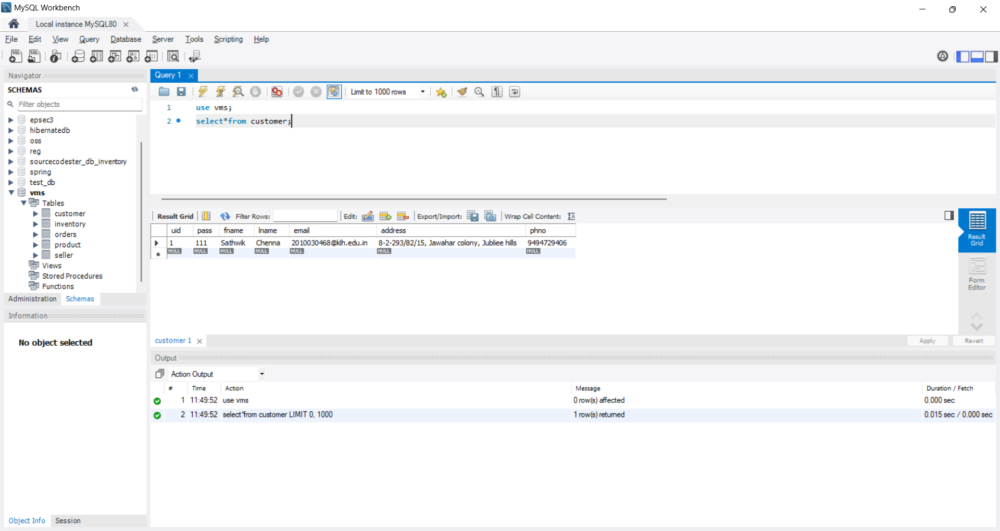 MySQL Workbench
Local instance MySQL80
File Edit View Query Database Server Tools Scripting Help
Navigator
SCHEMAS
Filter objects
epsec3
hibernatedb
oss
reg
sourcecodester_db_inventory
spring
test_db
vms
Tables
customer
inventory
orders
product
seller
Views
Stored Procedures
Functions
Administration Schemas
Information
No object selected
Object Info Session
Query 1
Limit to 1000 rows
1 use vms;
2 select*from customer;
Result Grid Filter Rows: Edit: Export/Import: Wrap Cell Content:
uid pass fname lname email address phno
1 111 Sathwik Chenna 2010030468@klh.edu.in 8-2-293/82/15, Jawahar colony, Jubliee hills 9494729406
NULL NULL NULL NULL NULL NULL NULL
Result Grid
Form Editor
customer 1
Apply Revert
Output
Action Output
# Time Action Message Duration / Fetch
1 11:49:52 use vms 0 row(s) affected 0.000 sec
2 11:49:52 select*from customer LIMIT 0, 1000 1 row(s) returned 0.015 sec / 0.000 sec